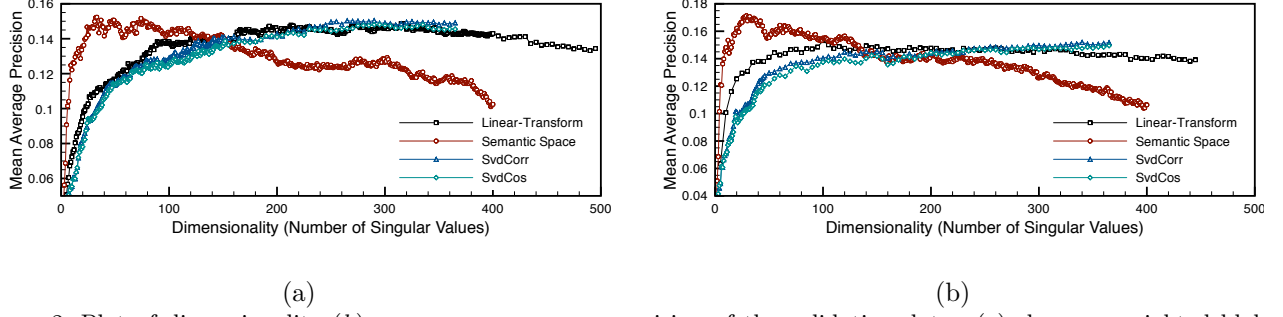 0.16
0.14
0.12
0.1
0.08
0.06
Mean Average Precision
Linear-Transform
Semantic Space
SvdCorr
SvdCos
0 100 200 300 400 500
Dimensionality (Number of Singular Values)
(a)
0.18
0.16
0.14
0.12
0.1
0.08
0.06
0.04
Mean Average Precision
Linear-Transform
Semantic Space
SvdCorr
SvdCos
0 100 200 300 400 500
Dimensionality (Number of Singular Values)
(b)